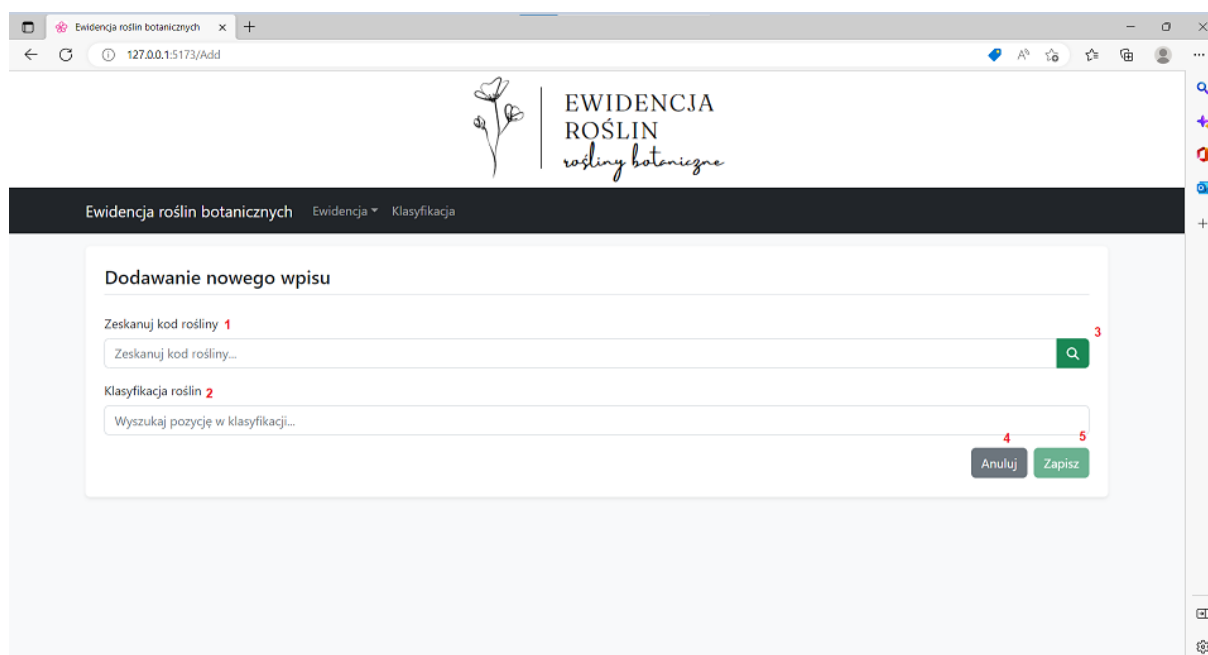 Ewidencja roślin botanicznych
127.0.0.1:5173/Add
EWIDENCJA
ROŚLIN
rośliny botaniczne
Ewidencja roślin botanicznych Ewidencja Klasyfikacja
Dodawanie nowego wpisu
Zeskanuj kod rośliny 1
3
Zeskanuj kod rośliny...
Klasyfikacja roślin 2
Wyszukaj pozycję w klasyfikacji...
4 5
Anuluj Zapisz